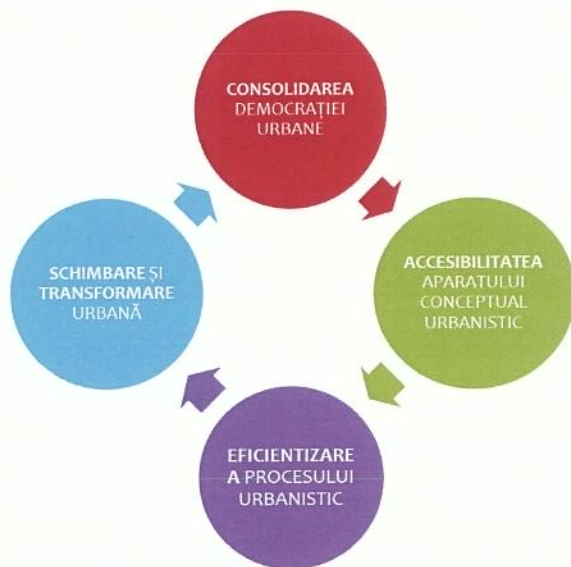 CONSOLIDAREA
DEMOCRAȚIEI
URBANE
ACCESIBILITATEA
APARATULUI
CONCEPTUAL
URBANISTIC
EFICIENTIZARE
A PROCESULUI
URBANISTIC
SCHIMBARE ȘI
TRANSFORMARE
URBANĂ